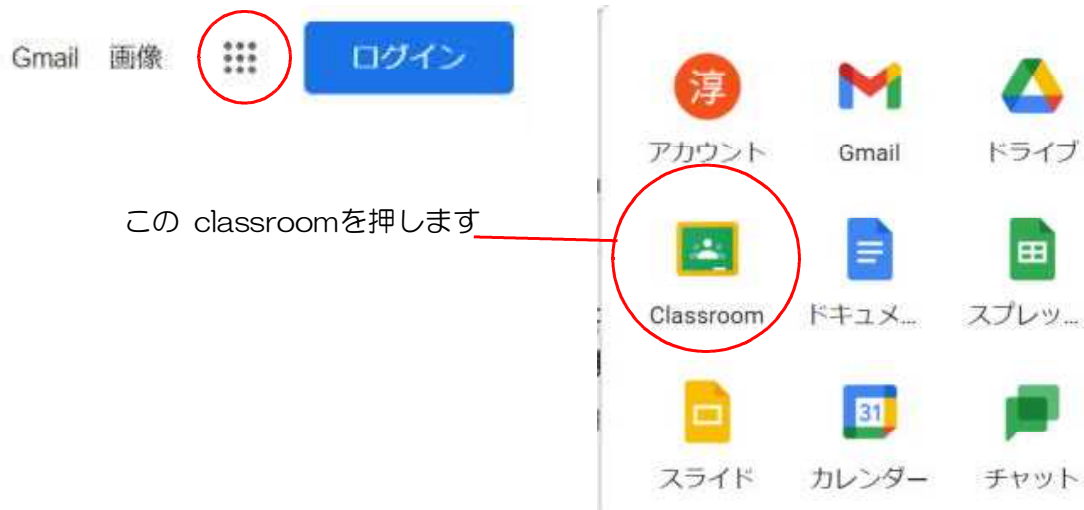 Gmail 画像 ログイン
この classroomを押します
淳
アカウント Gmail ドライブ
Classroom ドキュメ... スプレッ...
31
スライド カレンダー チャット